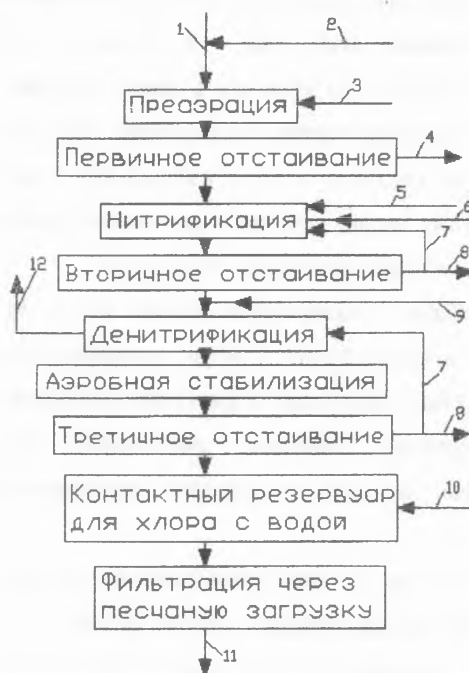 1
2
Преаэрация
3
Первичное отстаивание
4
Нитрификация
5
6
7
Вторичное отстаивание
8
9
12
Денитрификация
7
Аэробная стабилизация
Третичное отстаивание
8
Контактный резервуар
для хлора с водой
10
Фильтрация через
песчаную загрузку
11